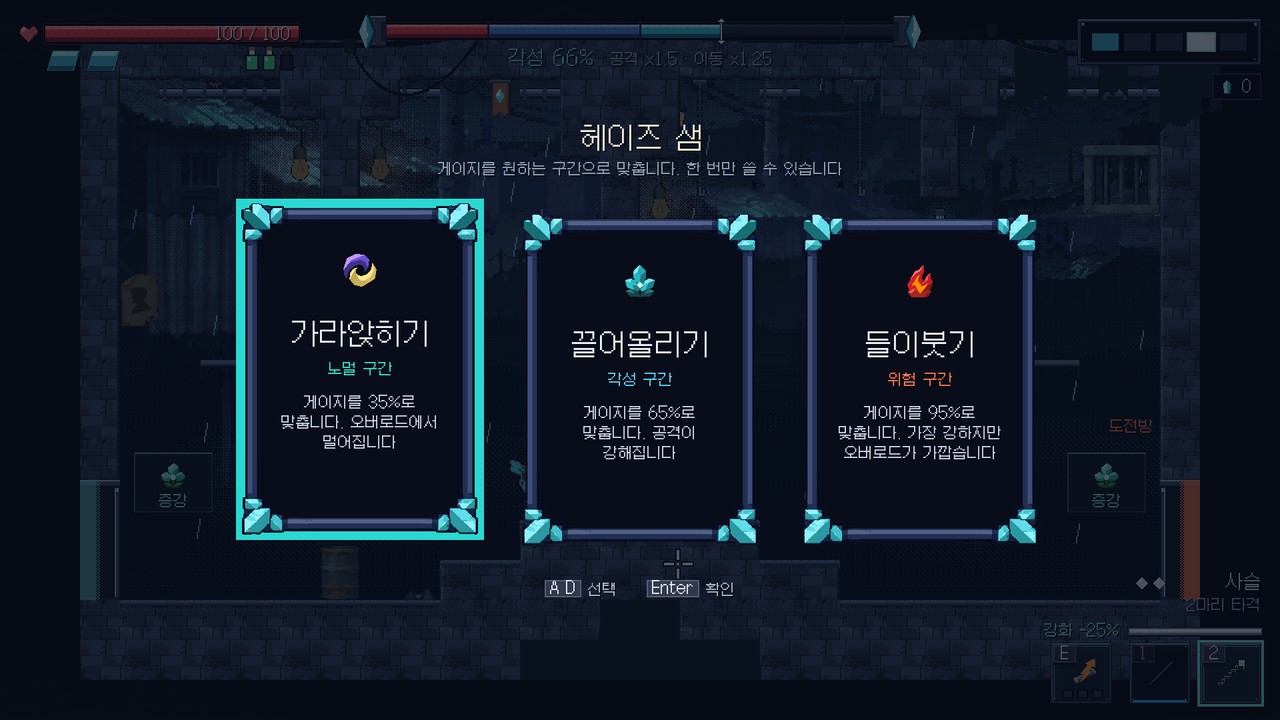 100 / 100
각성 66% 공격 x1.5 · 이동 x1.25
0
헤이즈 샘
게이지를 원하는 구간으로 맞춥니다. 한 번만 쓸 수 있습니다
가라앉히기
노멀 구간
게이지를 35%로
맞춥니다. 오버로드에서
멀어집니다
끌어올리기
각성 구간
게이지를 65%로
맞춥니다. 공격이
강해집니다
들이붓기
위험 구간
게이지를 95%로
맞춥니다. 가장 강하지만
오버로드가 가깝습니다
도전방
증강
증강
A D 선택 Enter 확인
사슬
2마리 타격
강화 -25%
E 1 2